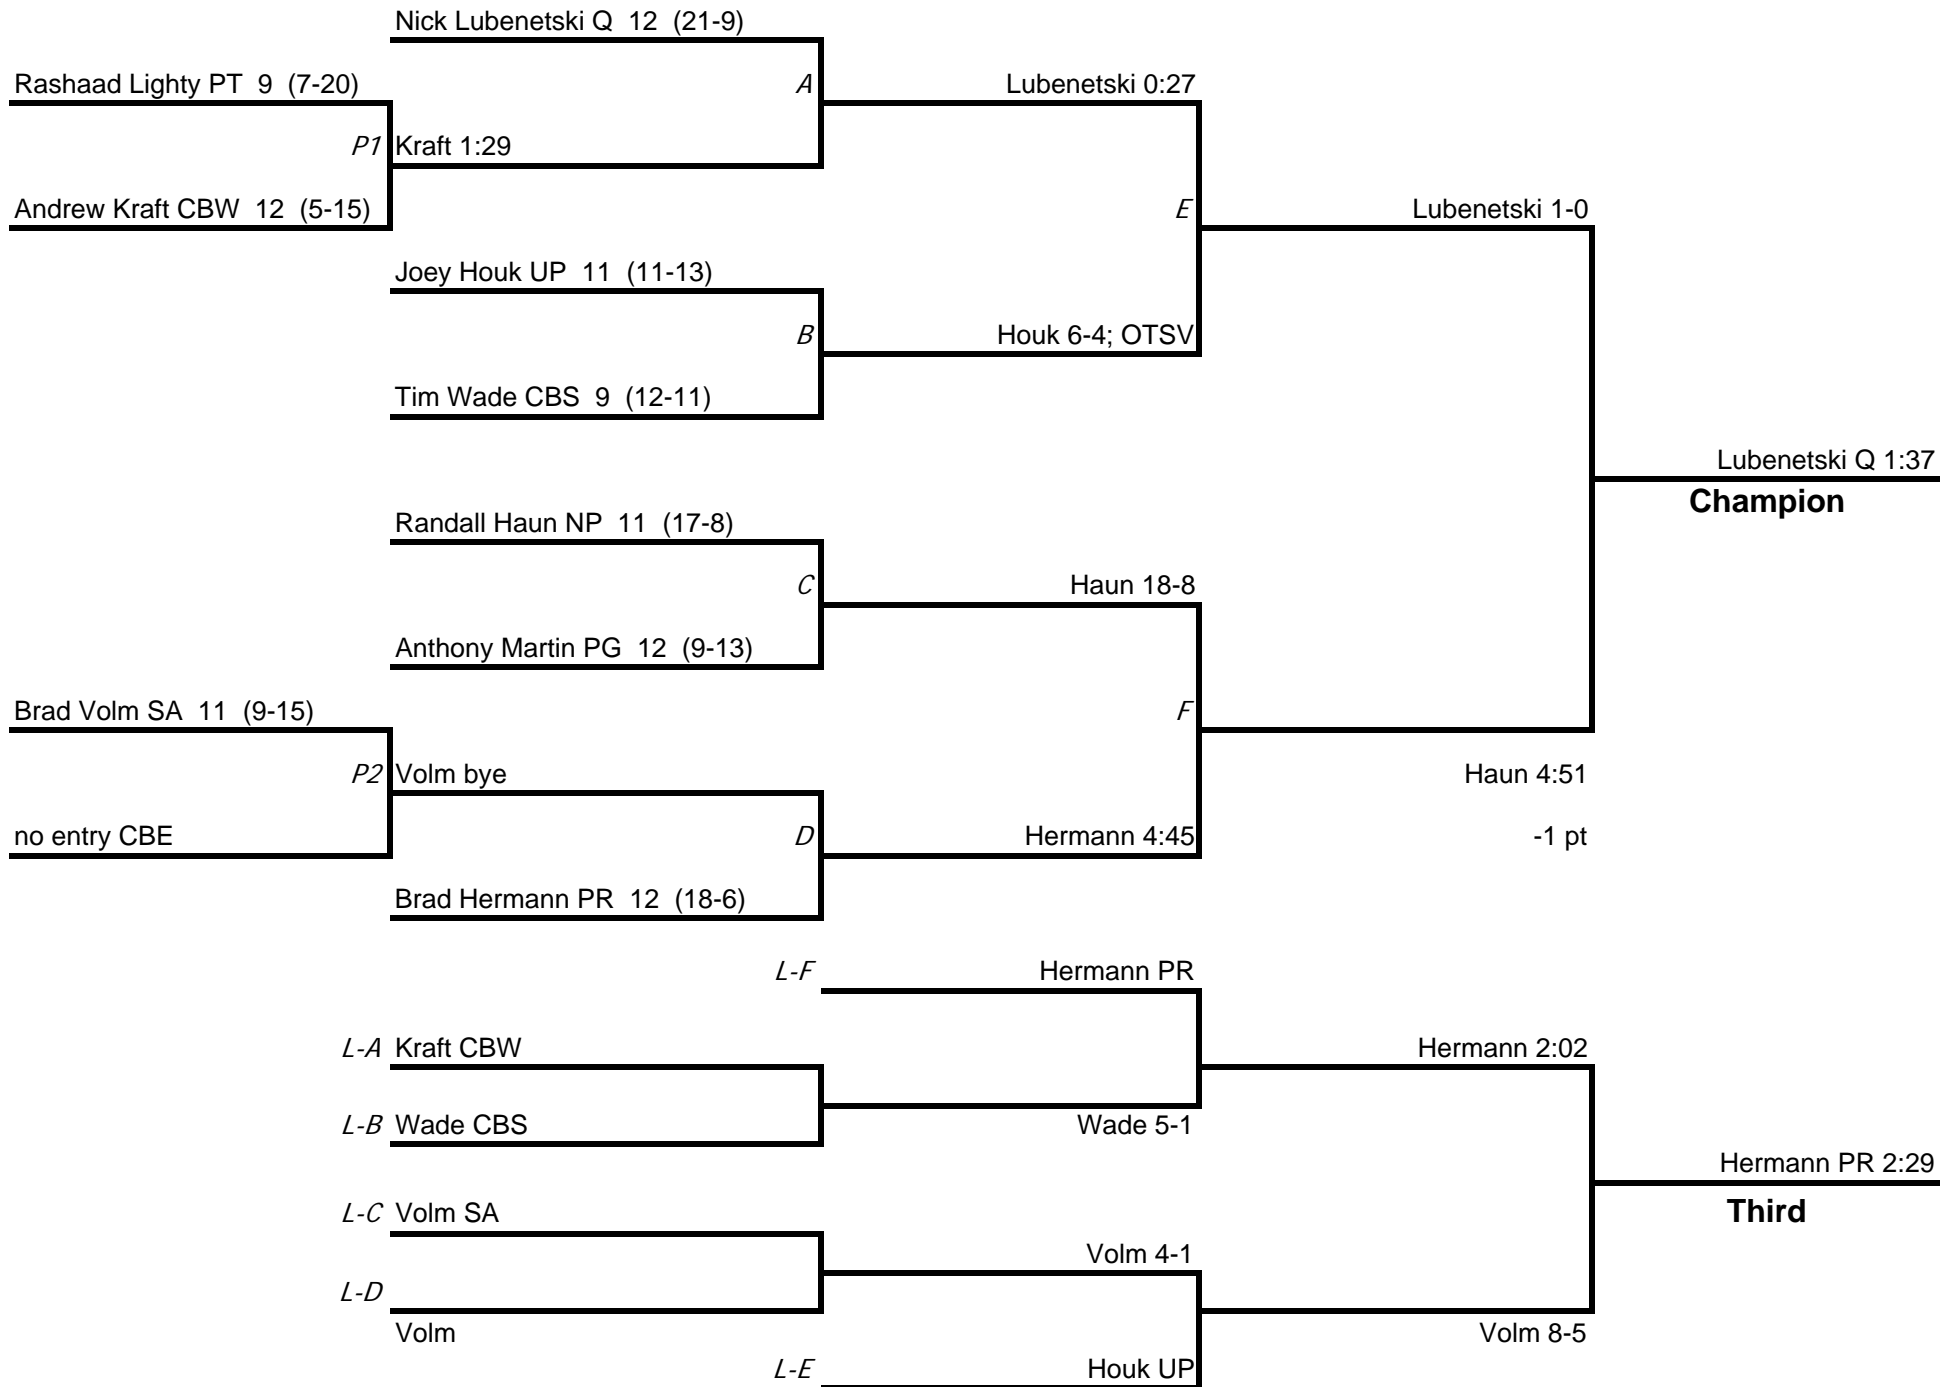 Nick Lubenetski Q 12 (21-9)
Rashaad Lighty PT 9 (7-20)
A
Lubenetski 0:27
P1
Kraft 1:29
Andrew Kraft CBW 12 (5-15)
E
Lubenetski 1-0
Joey Houk UP 11 (11-13)
B
Houk 6-4; OTSV
Tim Wade CBS 9 (12-11)
Lubenetski Q 1:37
Champion
Randall Haun NP 11 (17-8)
C
Haun 18-8
Anthony Martin PG 12 (9-13)
Brad Volm SA 11 (9-15)
F
P2
Volm bye
Haun 4:51
no entry CBE
D
Hermann 4:45
-1 pt
Brad Hermann PR 12 (18-6)
L-F
Hermann PR
L-A
Kraft CBW
Hermann 2:02
L-B
Wade CBS
Wade 5-1
Hermann PR 2:29
Third
L-C
Volm SA
Volm 4-1
L-D
Volm
Volm 8-5
L-E
Houk UP